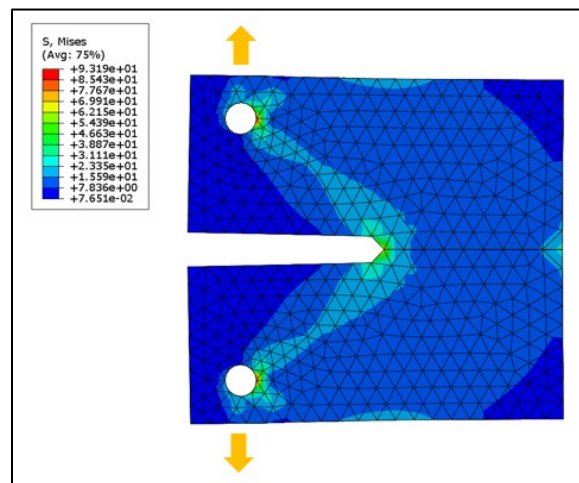 S, Mises
(Avg: 75%)
+9.319e+01
+8.543e+01
+7.767e+01
+6.991e+01
+6.215e+01
+5.439e+01
+4.663e+01
+3.887e+01
+3.111e+01
+2.335e+01
+1.559e+01
+7.836e+00
+7.651e-02